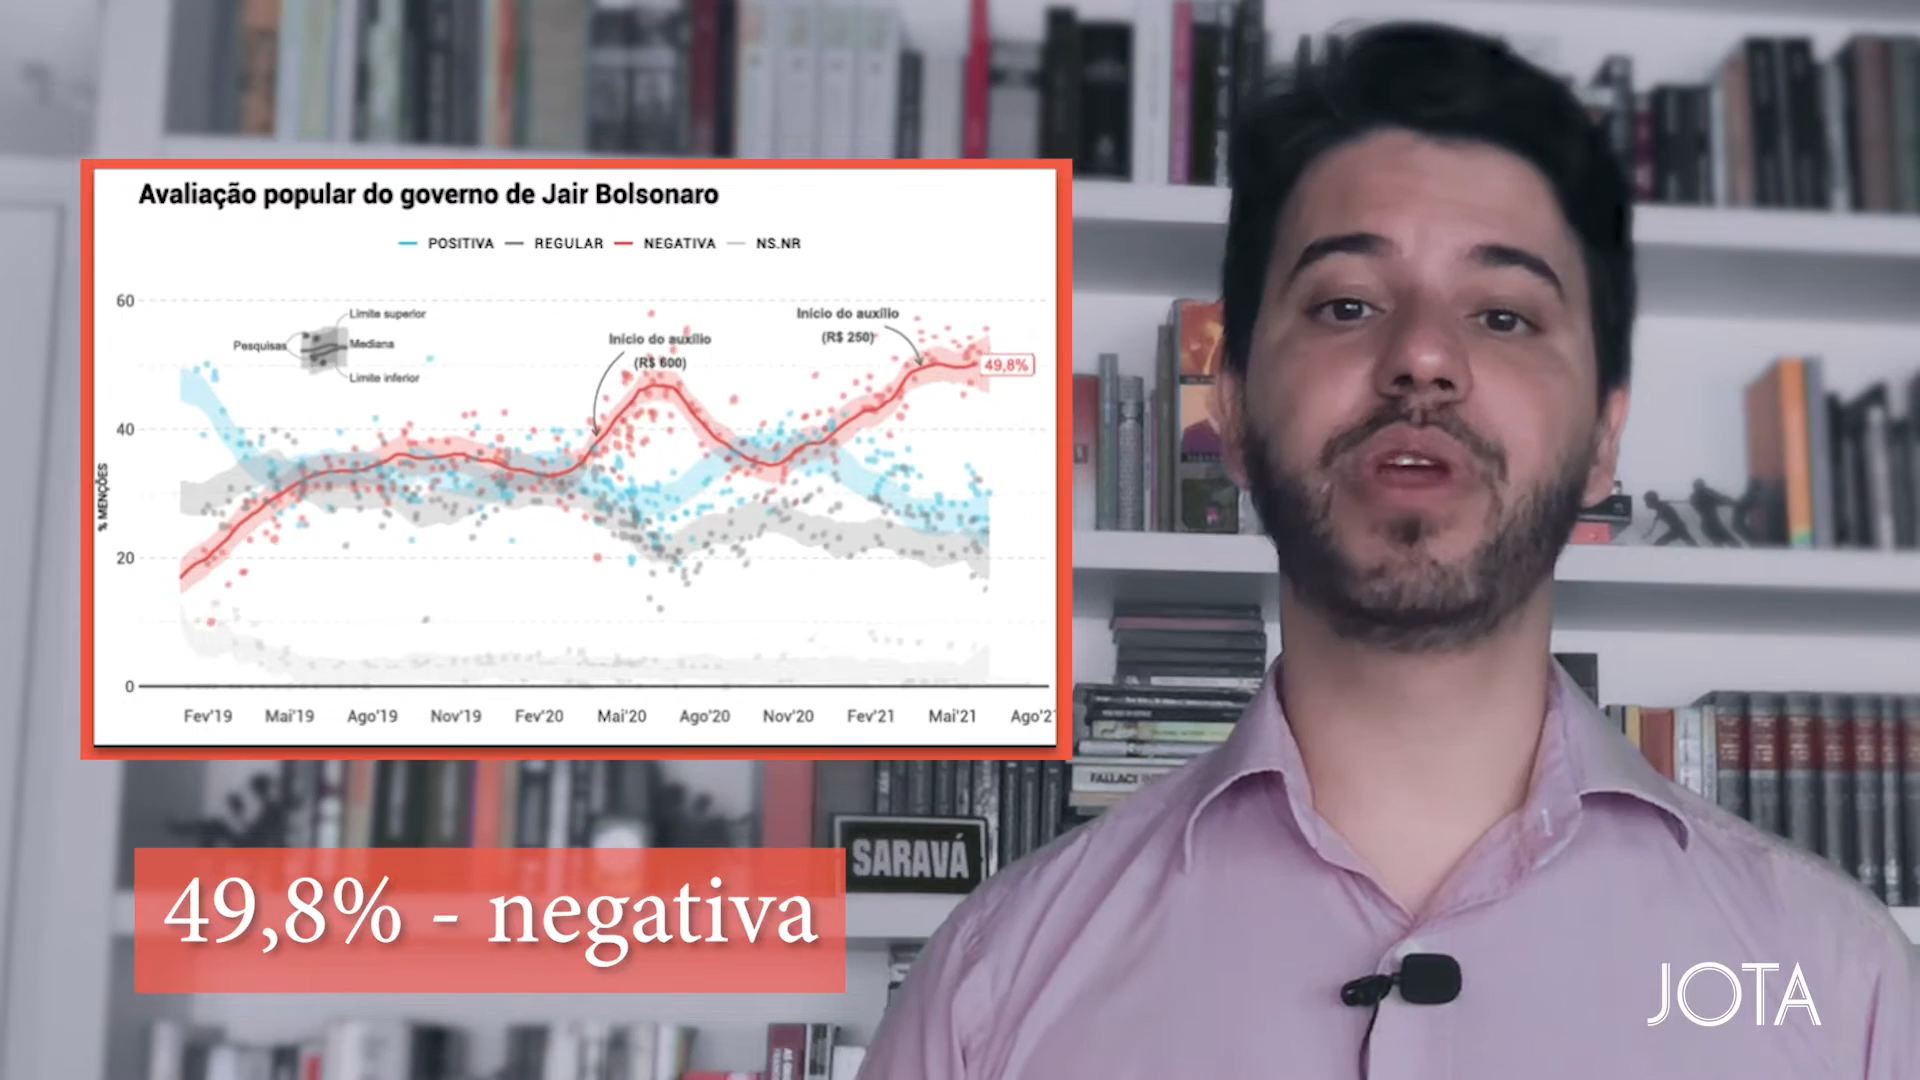 Avaliação popular do governo de Jair Bolsonaro
POSITIVA REGULAR NEGATIVA NS.NR
60
Limite superior
Pesquisas
Mediana
Limite inferior
Início do auxílio
(R$ 600)
Início do auxílio
(R$ 250)
49,8%
40
% MENÇÕES
20
0
Fev'19 Mai'19 Ago'19 Nov'19 Fev'20 Mai'20 Ago'20 Nov'20 Fev'21 Mai'21 Ago'21
FALLACI
SARAVÁ
49,8% - negativa
JOTA